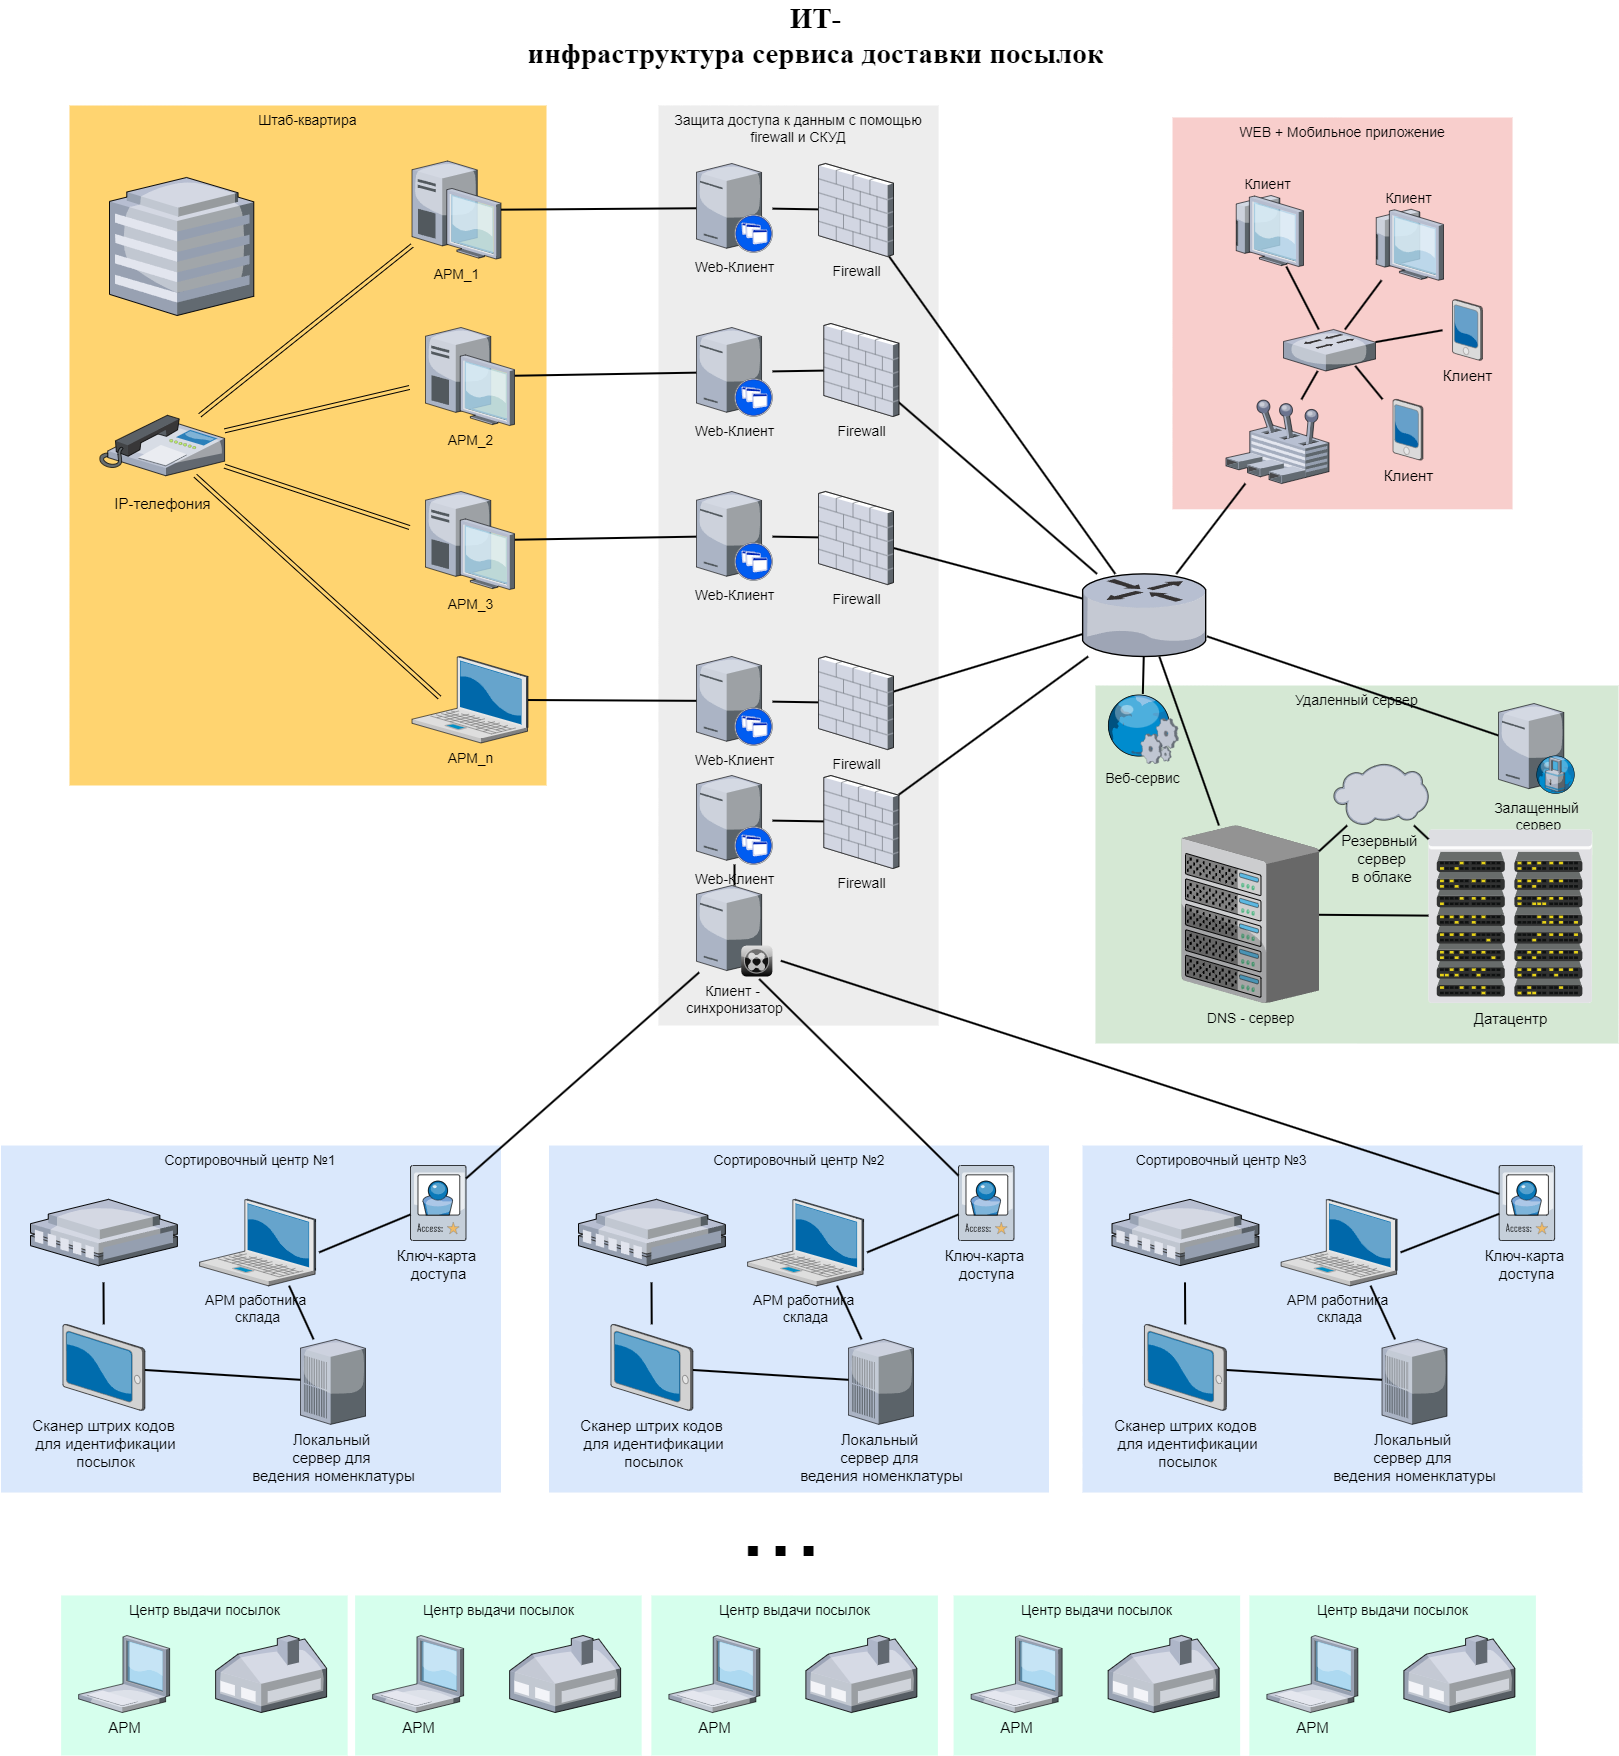 ИТ-
инфраструктура сервиса доставки посылок
Штаб-квартира
АРМ_1
АРМ_2
АРМ_3
АРМ_n
IP-телефония
Защита доступа к данным с помощью
firewall и СКУД
Web-Клиент
Firewall
Web-Клиент
Firewall
Web-Клиент
Firewall
Web-Клиент
Firewall
Web-Клиент
Firewall
Клиент -
синхронизатор
WEB + Мобильное приложение
Клиент
Клиент
Клиент
Клиент
Удаленный сервер
Веб-сервис
Залащенный
сервер
Резервный
сервер
в облаке
DNS - сервер
Датацентр
Сортировочный центр №1
Access:
Ключ-карта
доступа
АРМ работника
склада
Сканер штрих кодов
для идентификации
посылок
Локальный
сервер для
ведения номенклатуры
Сортировочный центр №2
Access:
Ключ-карта
доступа
АРМ работника
склада
Сканер штрих кодов
для идентификации
посылок
Локальный
сервер для
ведения номенклатуры
Сортировочный центр №3
Access:
Ключ-карта
доступа
АРМ работника
склада
Сканер штрих кодов
для идентификации
посылок
Локальный
сервер для
ведения номенклатуры
...
Центр выдачи посылок
АРМ
Центр выдачи посылок
АРМ
Центр выдачи посылок
АРМ
Центр выдачи посылок
АРМ
Центр выдачи посылок
АРМ